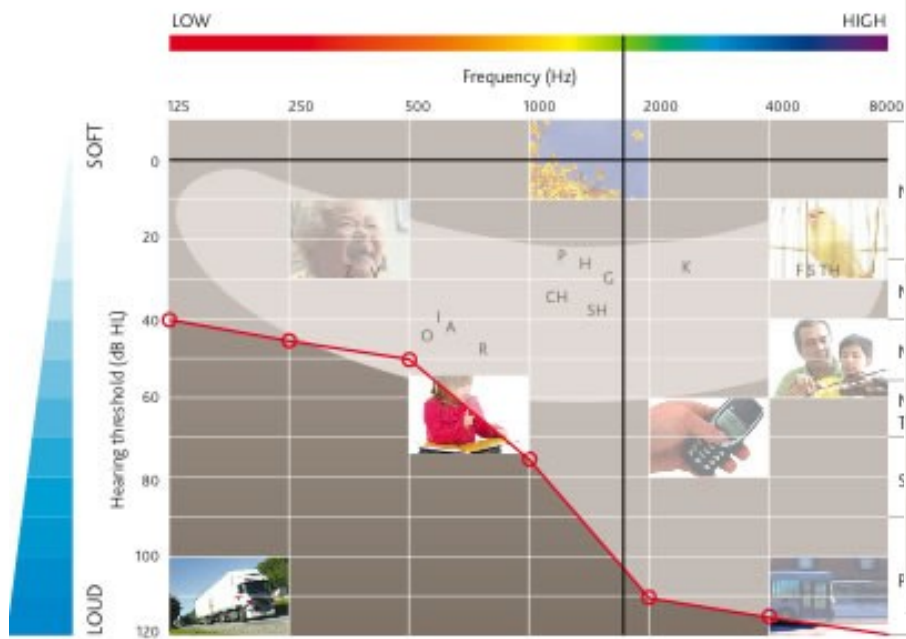 LOW HIGH
Frequency (Hz)
125 250 500 1000 2000 4000 8000
SOFT
0
20
P H K
G F S TH
CH
SH
40
I
A
O
R
Hearing threshold (dB HL)
60
80
100
LOUD
120
N
N
N
N
T
S
P